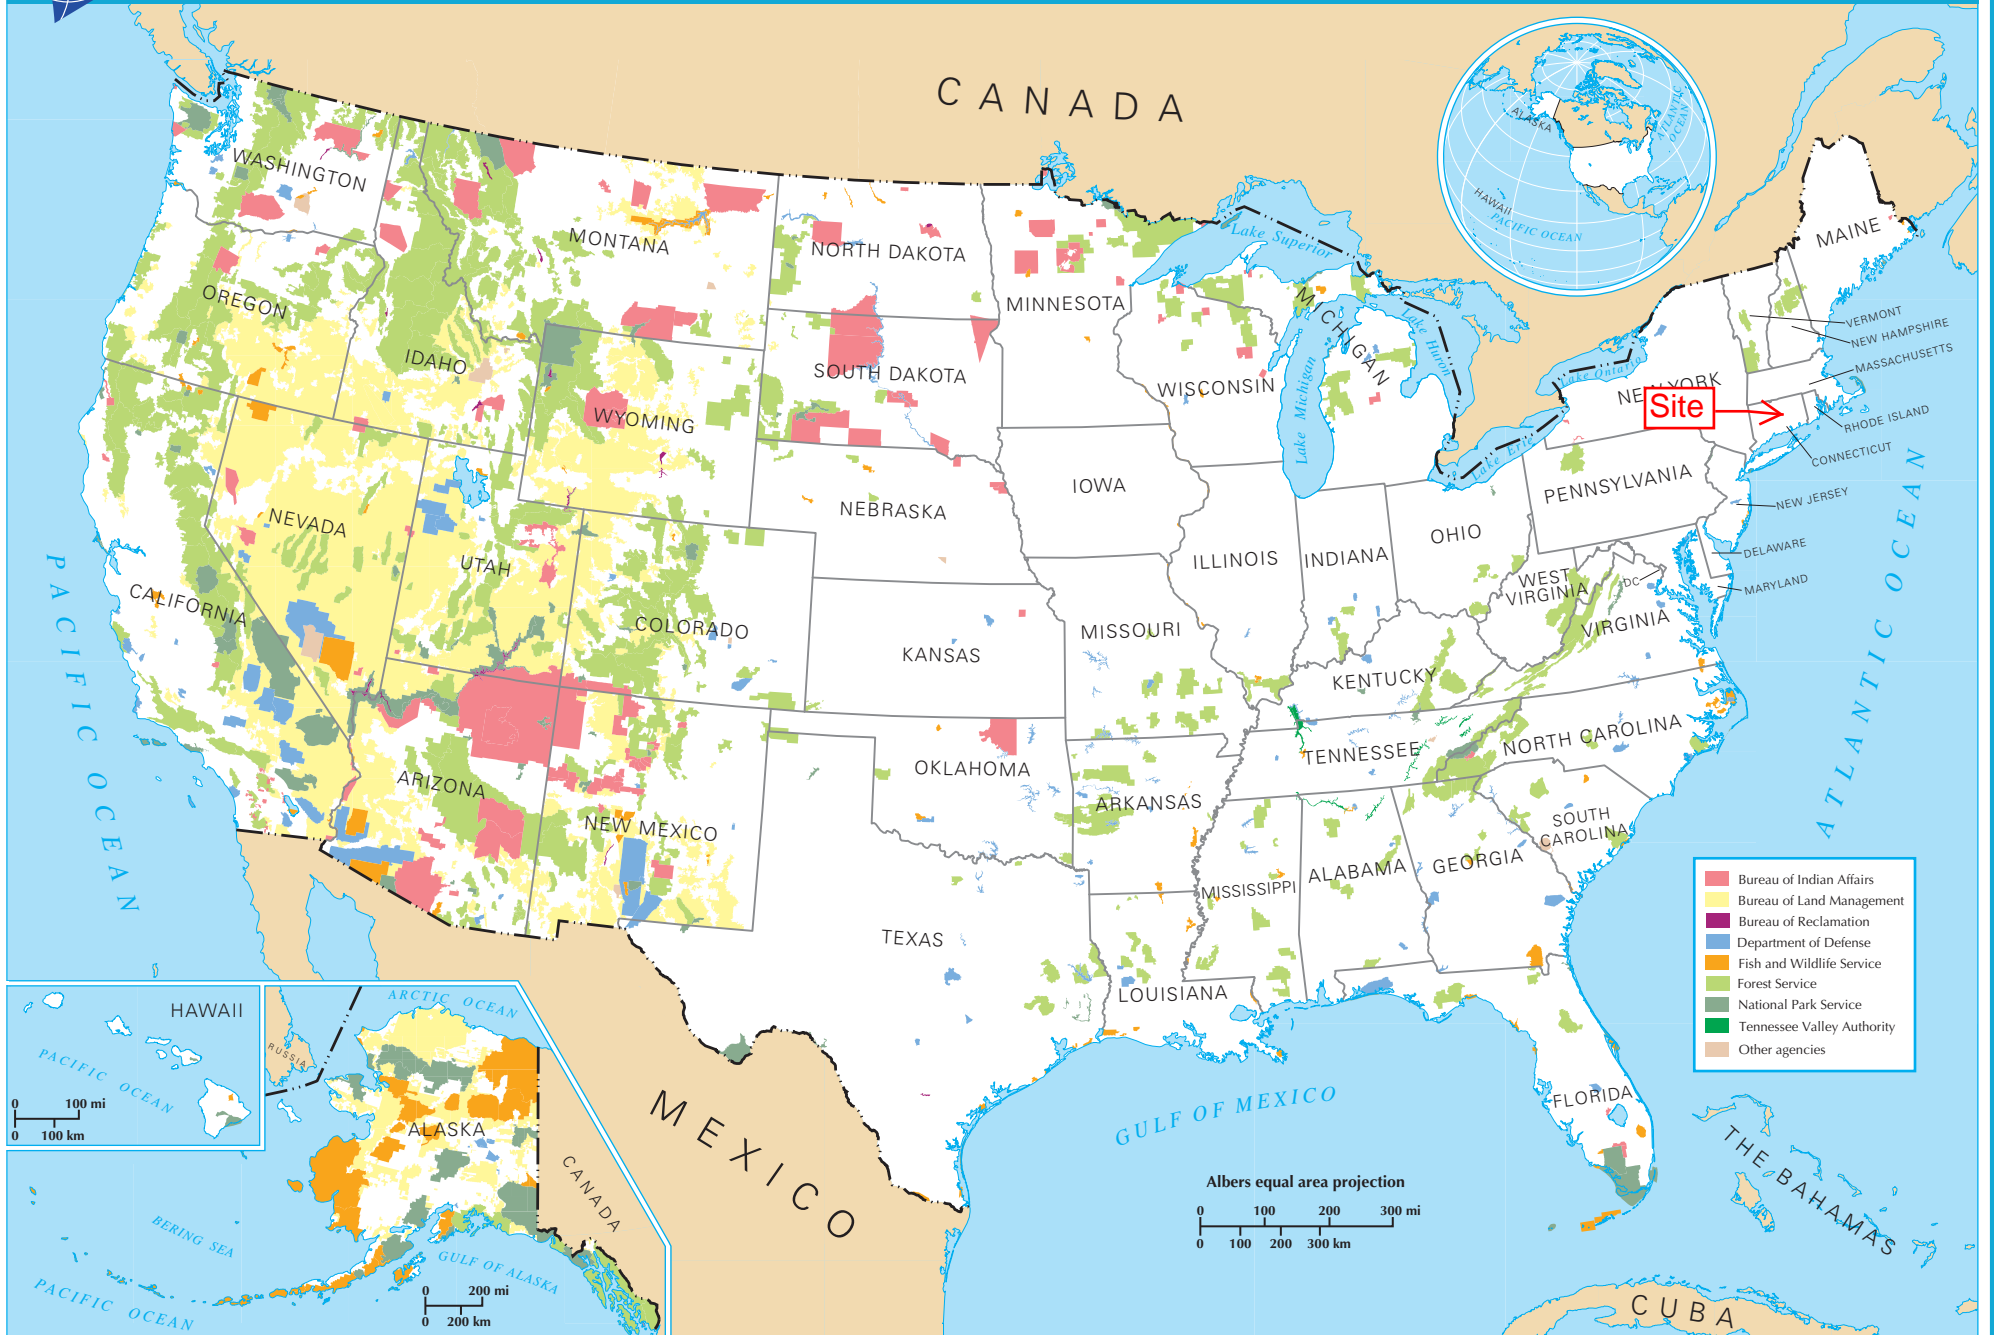 CANADA
ALASKA
ATLANTIC
OCEAN
HAWAII
PACIFIC OCEAN
WASHINGTON
MONTANA
NORTH DAKOTA
MINNESOTA
Lake Superior
MAINE
OREGON
IDAHO
WYOMING
SOUTH DAKOTA
WISCONSIN
MICHIGAN
Lake Michigan
Lake Huron
Lake Ontario
Lake Erie
NEW YORK
Site
VERMONT
NEW HAMPSHIRE
MASSACHUSETTS
RHODE ISLAND
CONNECTICUT
NEW JERSEY
DELAWARE
MARYLAND
DC
PENNSYLVANIA
NEVADA
UTAH
CALIFORNIA
COLORADO
NEBRASKA
IOWA
ILLINOIS
INDIANA
OHIO
WEST
VIRGINIA
VIRGINIA
KANSAS
MISSOURI
KENTUCKY
ARIZONA
NEW MEXICO
OKLAHOMA
ARKANSAS
TENNESSEE
NORTH CAROLINA
SOUTH
CAROLINA
TEXAS
LOUISIANA
MISSISSIPPI
ALABAMA
GEORGIA
FLORIDA
PACIFIC OCEAN
ATLANTIC OCEAN
GULF OF MEXICO
MEXICO
THE BAHAMAS
CUBA
Bureau of Indian Affairs
Bureau of Land Management
Bureau of Reclamation
Department of Defense
Fish and Wildlife Service
Forest Service
National Park Service
Tennessee Valley Authority
Other agencies
HAWAII
PACIFIC OCEAN
0 100 mi
0 100 km
ARCTIC OCEAN
RUSSIA
ALASKA
CANADA
BERING SEA
GULF OF ALASKA
PACIFIC OCEAN
0 200 mi
0 200 km
Albers equal area projection
0 100 200 300 mi
0 100 200 300 km